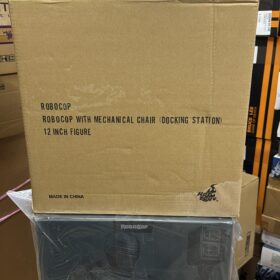 ROBOCOP
ROBOCOP WITH MECHANICAL CHAIR (DOCKING STATION)
12 INCH FIGURE
MADE IN CHINA
ROBOCOP